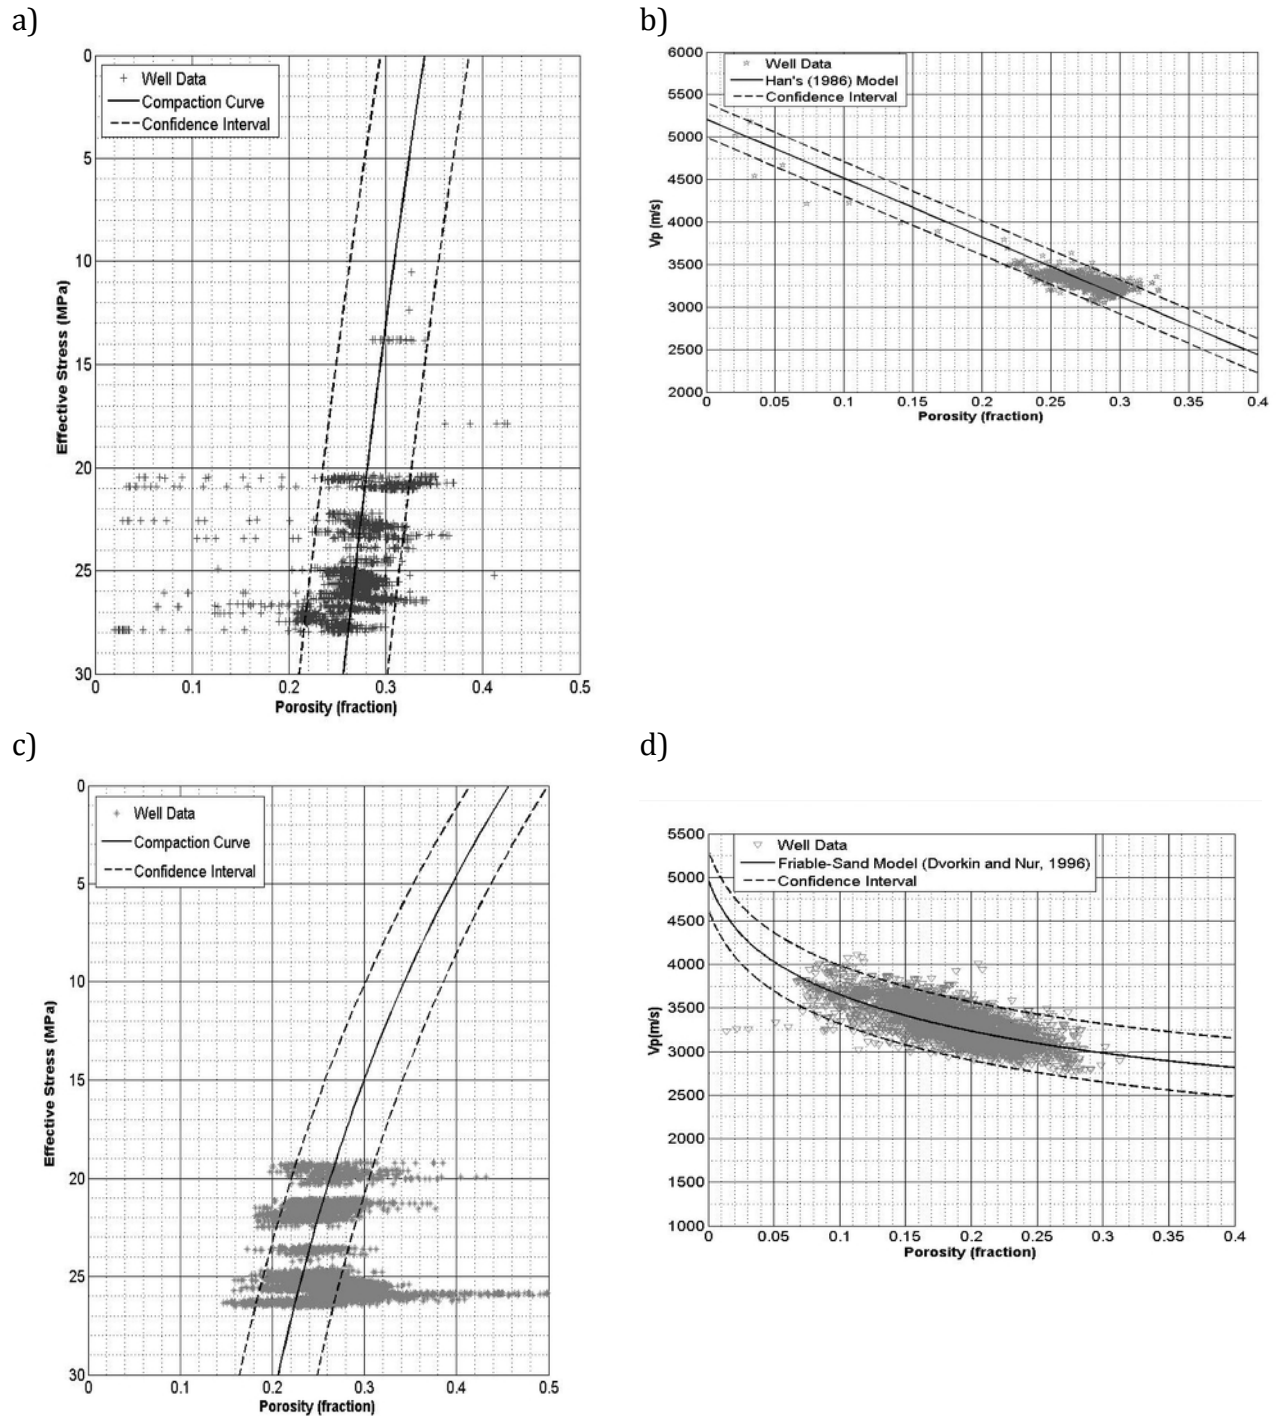 a)
0
5
10
15
20
25
30
Effective Stress (MPa)
Well Data
Compaction Curve
Confidence Interval
0 0.1 0.2 0.3 0.4 0.5
Porosity (fraction)
b)
6000
5500
5000
4500
4000
3500
3000
2500
2000
Vp (m/s)
Well Data
Han's (1986) Model
Confidence Interval
0 0.05 0.1 0.15 0.2 0.25 0.3 0.35 0.4
Porosity (fraction)
c)
0
5
10
15
20
25
30
Effective Stress (MPa)
Well Data
Compaction Curve
Confidence Interval
0 0.1 0.2 0.3 0.4 0.5
Porosity (fraction)
d)
5500
5000
4500
4000
3500
3000
2500
2000
1500
1000
Vp(m/s)
Well Data
Friable-Sand Model (Dvorkin and Nur, 1996)
Confidence Interval
0 0.05 0.1 0.15 0.2 0.25 0.3 0.35 0.4
Porosity (fraction)